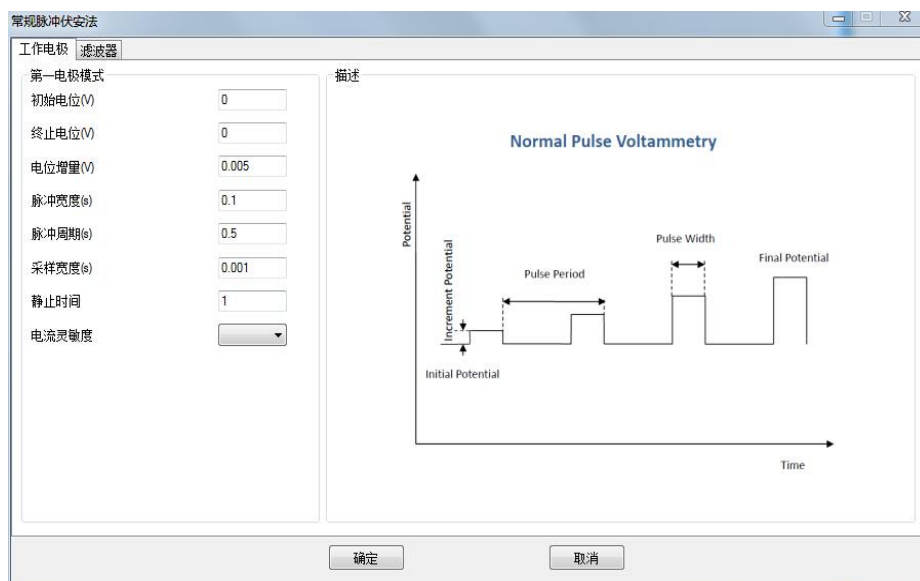 常规脉冲伏安法
工作电极 滤波器
第一电极模式
初始电位(V) 0
终止电位(V) 0
电位增量(V) 0.005
脉冲宽度(s) 0.1
脉冲周期(s) 0.5
采样宽度(s) 0.001
静止时间 1
电流灵敏度
描述
Normal Pulse Voltammetry
Potential
Increment Potential
Pulse Period
Pulse Width
Final Potential
Initial Potential
Time
确定 取消